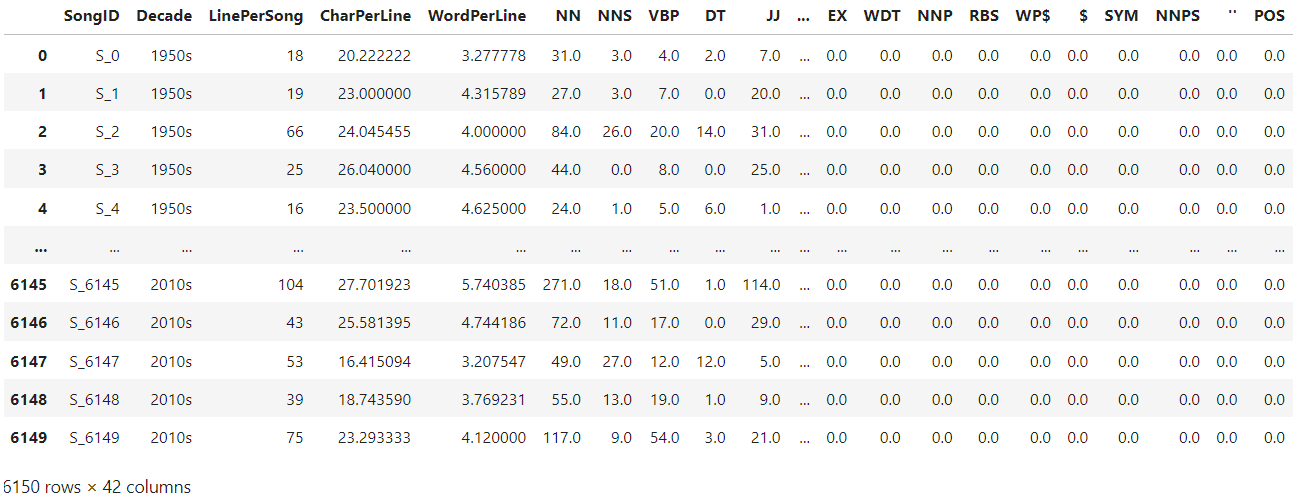 SongID Decade LinePerSong CharPerLine WordPerLine NN NNS VBP DT JJ ... EX WDT NNP RBS WP$ $ SYM NNPS '' POS
0 S_0 1950s 18 20.222222 3.277778 31.0 3.0 4.0 2.0 7.0 ... 0.0 0.0 0.0 0.0 0.0 0.0 0.0 0.0 0.0 0.0
1 S_1 1950s 19 23.000000 4.315789 27.0 3.0 7.0 0.0 20.0 ... 0.0 0.0 0.0 0.0 0.0 0.0 0.0 0.0 0.0 0.0
2 S_2 1950s 66 24.045455 4.000000 84.0 26.0 20.0 14.0 31.0 ... 0.0 0.0 0.0 0.0 0.0 0.0 0.0 0.0 0.0 0.0
3 S_3 1950s 25 26.040000 4.560000 44.0 0.0 8.0 0.0 25.0 ... 0.0 0.0 0.0 0.0 0.0 0.0 0.0 0.0 0.0 0.0
4 S_4 1950s 16 23.500000 4.625000 24.0 1.0 5.0 6.0 1.0 ... 0.0 0.0 0.0 0.0 0.0 0.0 0.0 0.0 0.0 0.0
... ... ... ... ... ... ... ... ... ... ... ... ... ... ... ... ... ... ... ... ... ...
6145 S_6145 2010s 104 27.701923 5.740385 271.0 18.0 51.0 1.0 114.0 ... 0.0 0.0 0.0 0.0 0.0 0.0 0.0 0.0 0.0 0.0
6146 S_6146 2010s 43 25.581395 4.744186 72.0 11.0 17.0 0.0 29.0 ... 0.0 0.0 0.0 0.0 0.0 0.0 0.0 0.0 0.0 0.0
6147 S_6147 2010s 53 16.415094 3.207547 49.0 27.0 12.0 12.0 5.0 ... 0.0 0.0 0.0 0.0 0.0 0.0 0.0 0.0 0.0 0.0
6148 S_6148 2010s 39 18.743590 3.769231 55.0 13.0 19.0 1.0 9.0 ... 0.0 0.0 0.0 0.0 0.0 0.0 0.0 0.0 0.0 0.0
6149 S_6149 2010s 75 23.293333 4.120000 117.0 9.0 54.0 3.0 21.0 ... 0.0 0.0 0.0 0.0 0.0 0.0 0.0 0.0 0.0 0.0
6150 rows × 42 columns